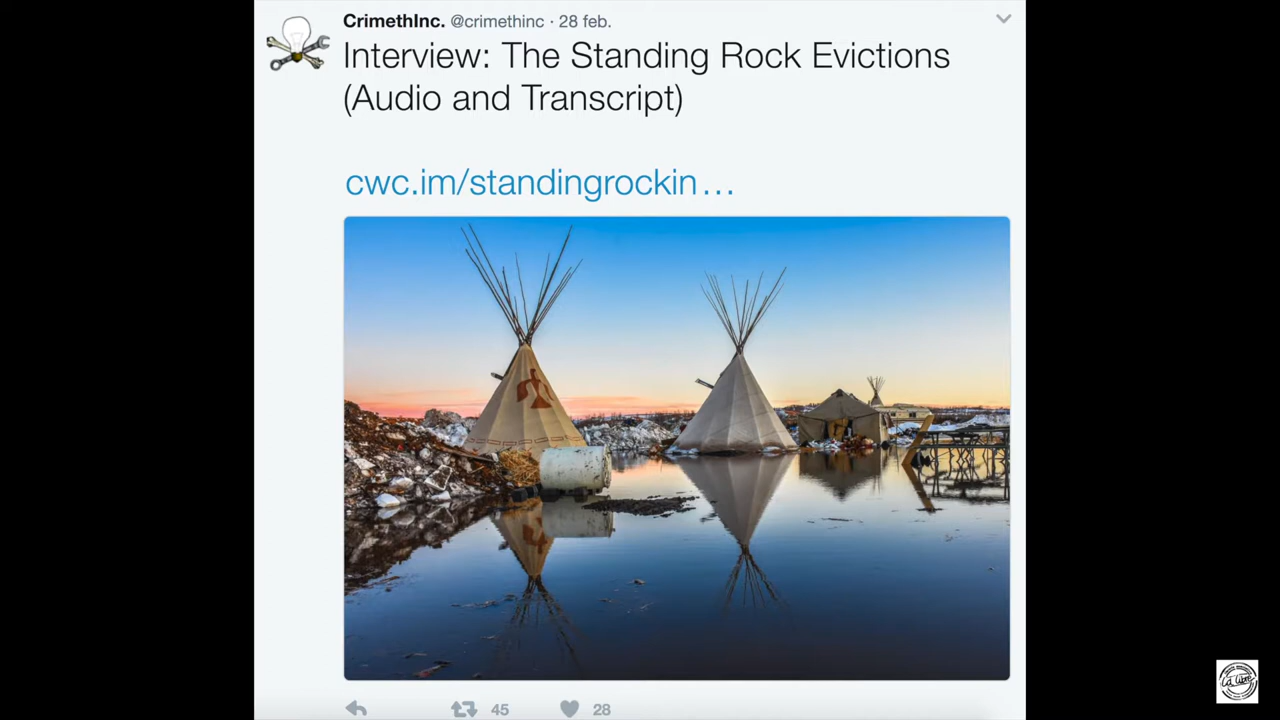 CrimethInc. @crimethinc · 28 feb.
Interview: The Standing Rock Evictions
(Audio and Transcript)
cwc.im/standingrockin…
45 28